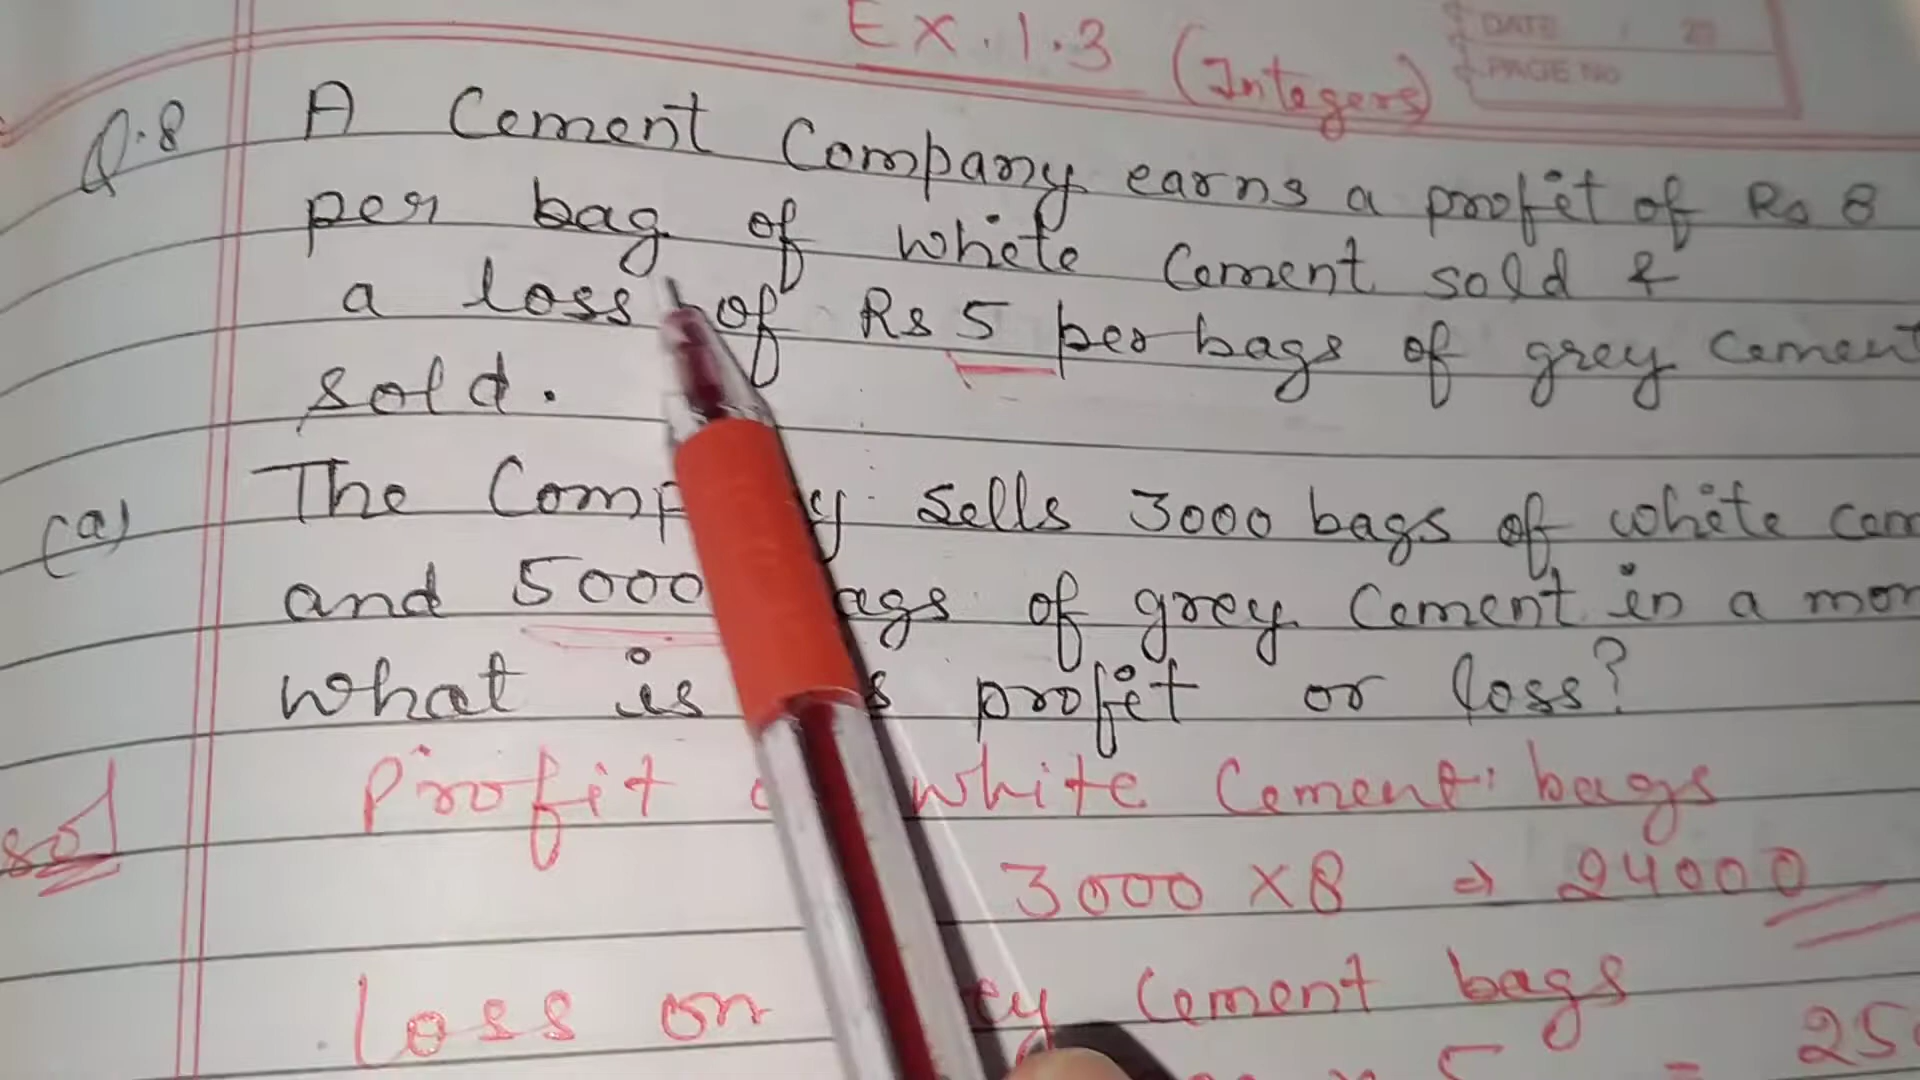 Ex.1.3 (Integers)
DATE
PAGE No
Q.8 A Cement Company earns a profit of Rs 8
per bag of white Cement sold &
a loss of Rs 5 per bags of grey Cement
sold.
(a) The Company sells 3000 bags of white
and 5000 bags of grey Cement in a
what is profit or loss?
sol Profit white Cement bags
3000 × 8 ⇒ 24000
Loss on Cement bags
× 5 =